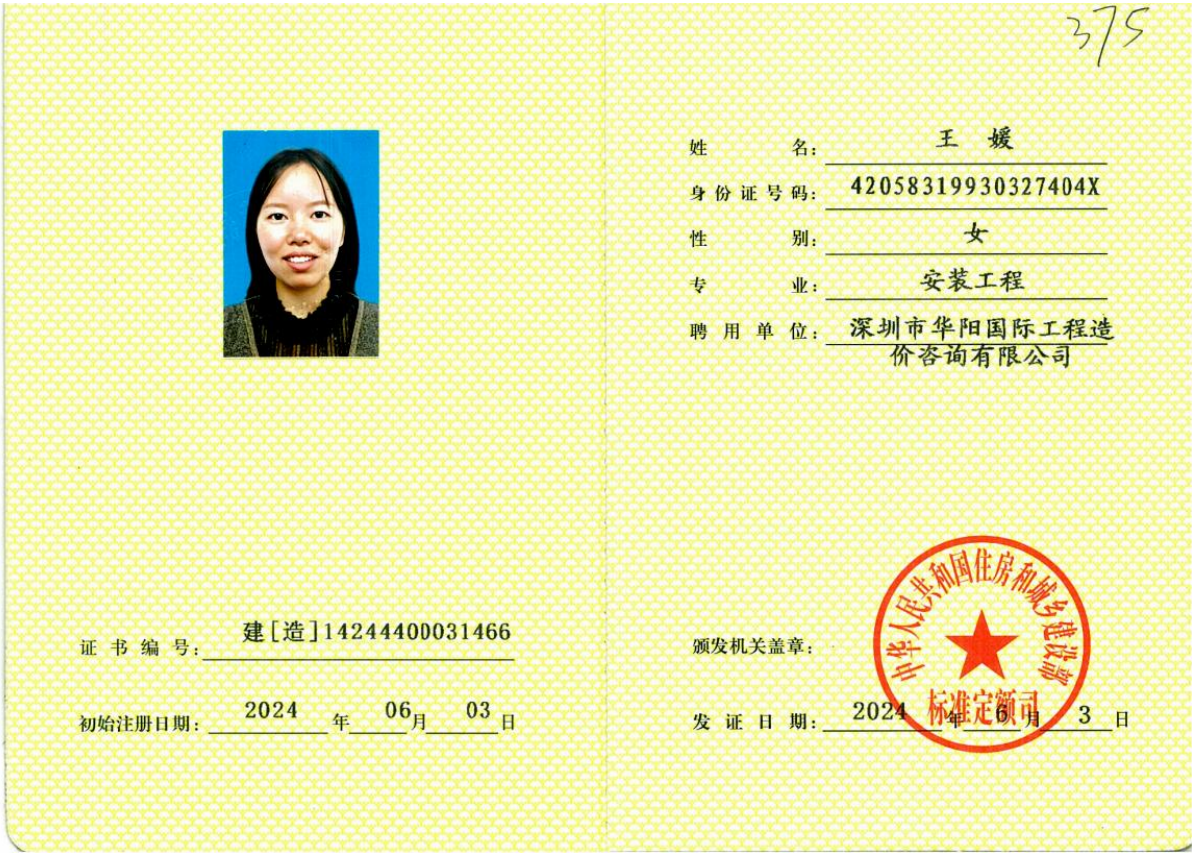 375
姓 名: 王 媛
身份证号码: 42058319930327404X
性 别: 女
专 业: 安装工程
聘用单位: 深圳市华阳国际工程造
价咨询有限公司
证书编号: 建[造]14244400031466
初始注册日期: 2024 年 06 月 03 日
颁发机关盖章:
中华人民共和国住房和城乡建设部
标准定额司
发证日期: 2024 年 6 月 3 日